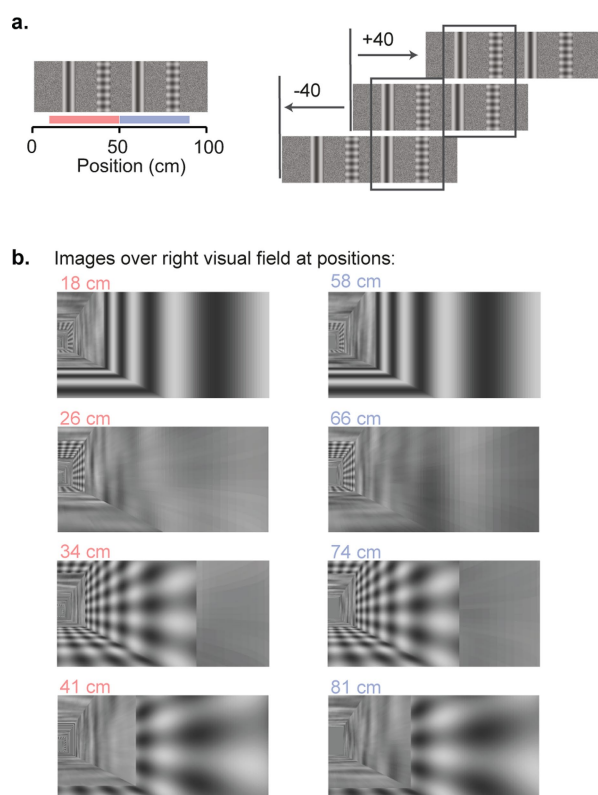 a.
+40
-40
0 50 100
Position (cm)
b. Images over right visual field at positions:
18 cm 58 cm
26 cm 66 cm
34 cm 74 cm
41 cm 81 cm